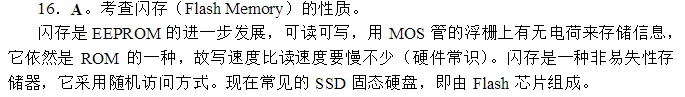 16．A。考查闪存（Flash Memory）的性质。
闪存是 EEPROM 的进一步发展，可读可写，用 MOS 管的浮栅上有无电荷来存储信息，
它依然是 ROM 的一种，故写速度比读速度要慢不少（硬件常识）。闪存是一种非易失性存
储器，它采用随机访问方式。现在常见的 SSD 固态硬盘，即由 Flash 芯片组成。